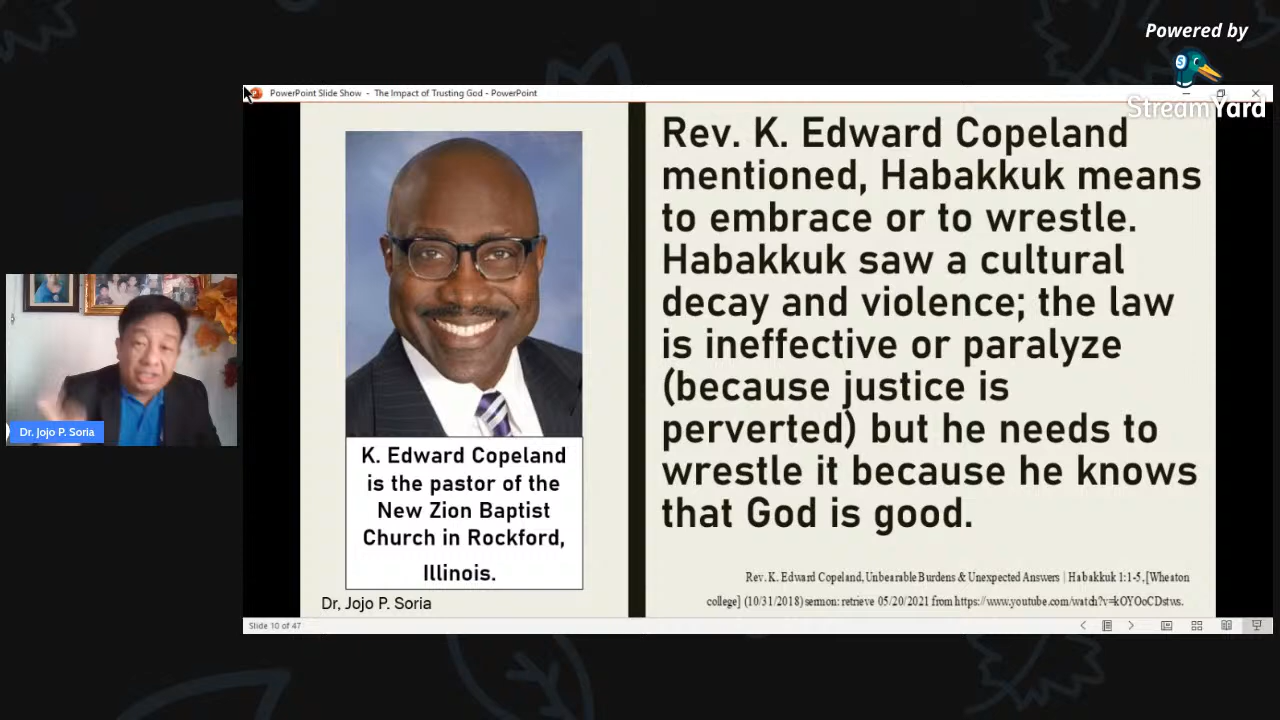 Powered by
StreamYard
PowerPoint Slide Show - The Impact of Trusting God - PowerPoint
Rev. K. Edward Copeland
mentioned, Habakkuk means
to embrace or to wrestle.
Habakkuk saw a cultural
decay and violence; the law
is ineffective or paralyze
(because justice is
perverted) but he needs to
wrestle it because he knows
that God is good.
K. Edward Copeland
is the pastor of the
New Zion Baptist
Church in Rockford,
Illinois.
Rev. K. Edward Copeland, Unbearable Burdens & Unexpected Answers | Habakkuk 1:1-5, [Wheaton
college] (10/31/2018) sermon: retrieve 05/20/2021 from https://www.youtube.com/watch?v=kOYOoCDstws.
Dr, Jojo P. Soria
Slide 10 of 47
Dr. Jojo P. Soria